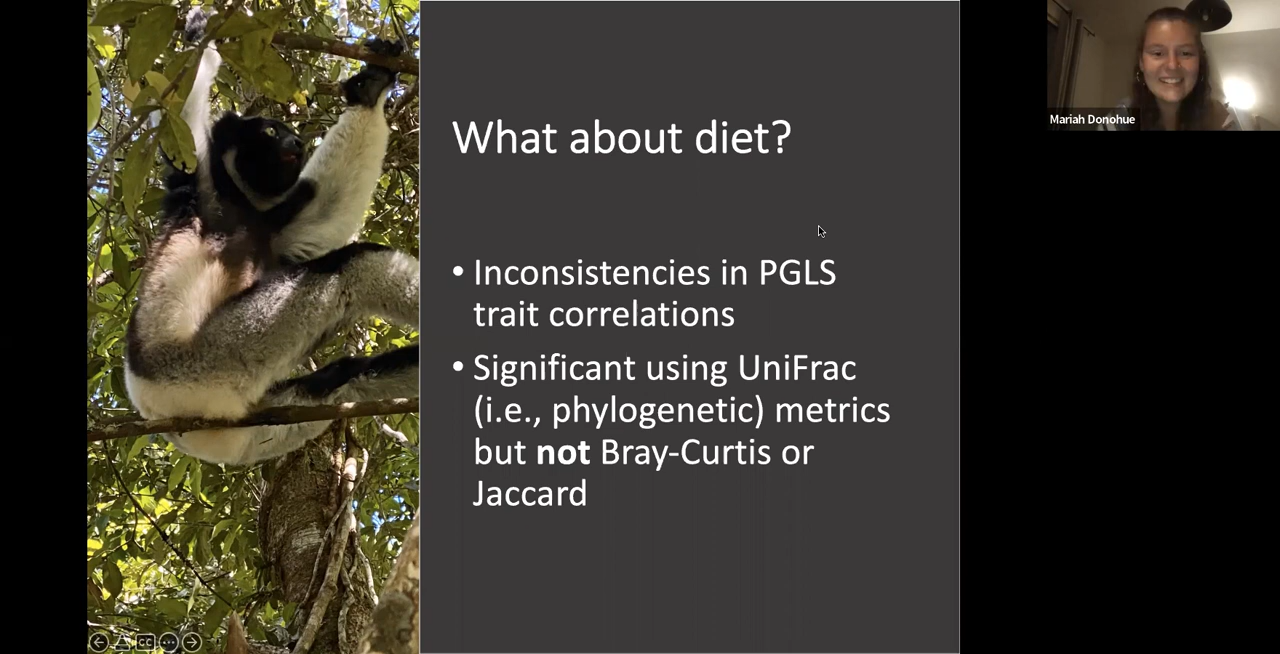 What about diet?
• Inconsistencies in PGLS
trait correlations
• Significant using UniFrac
(i.e., phylogenetic) metrics
but not Bray-Curtis or
Jaccard
Mariah Donohue
CC